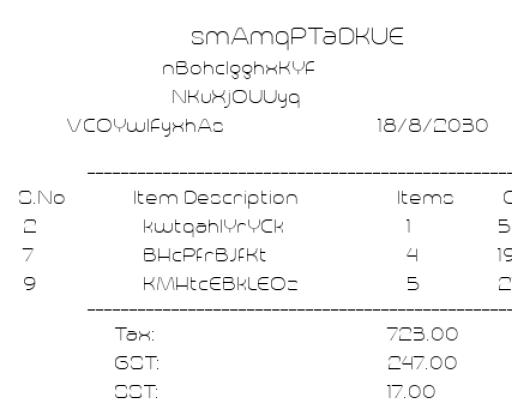 smAmqPTaDKUE
nBohclgghxKYf
NKuXjOUUyq
VCOYwlfyxhAs 18/8/2030
S.No Item Description Items
2 kwtqahlYrYCk 1 5
7 BHcPfrBJfKt 4 19
9 KMHtcEBkLEOz 5 2
Tax: 723.00
GST: 247.00
SST: 17.00